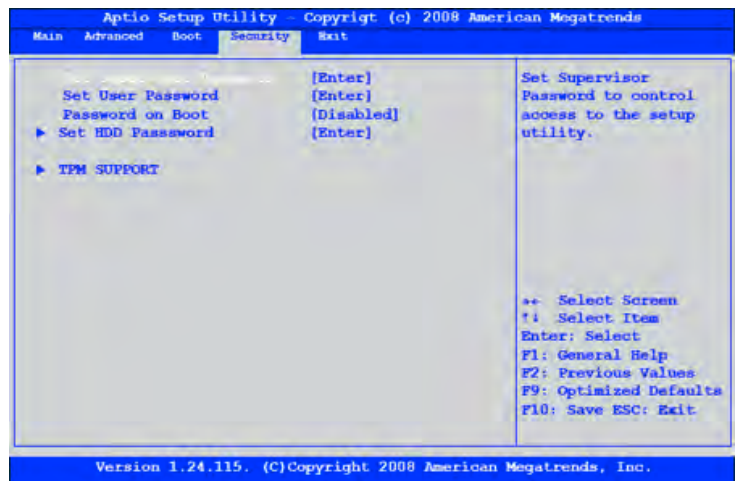 Aptio Setup Utility - Copyrigt (c) 2008 American Megatrends
Main Advanced Boot Security Exit
[Enter]
Set User Password [Enter]
Password on Boot [Disabled]
Set HDD Passsword [Enter]
TPM SUPPORT
Set Supervisor
Password to control
access to the setup
utility.
Select Screen
↑↓ Select Item
Enter: Select
F1: General Help
F2: Previous Values
F9: Optimized Defaults
F10: Save ESC: Exit
Version 1.24.115. (C)Copyright 2008 American Megatrends, Inc.